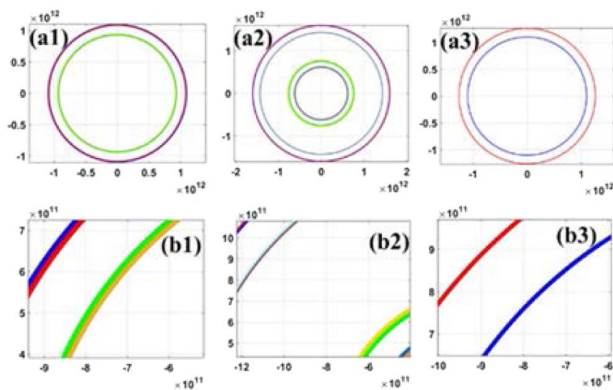 ×10¹² ×10¹² ×10¹²
(a1) (a2) (a3)
1 1 1
0.5 0.5
0 0 0
-0.5 -0.5
-1 -1 -1
-1 -0.5 0 0.5 1 -2 -1 0 1 2 -1 0 1
×10¹² ×10¹² ×10¹²
×10¹¹ ×10¹¹ ×10¹¹
7 10 9
(b1) (b2) (b3)
6 9 8
5 8 7
4 7
6
5
-9 -8 -7 -6 -12 -10 -8 -6 -10 -9 -8 -7 -6
×10¹¹ ×10¹¹ ×10¹¹